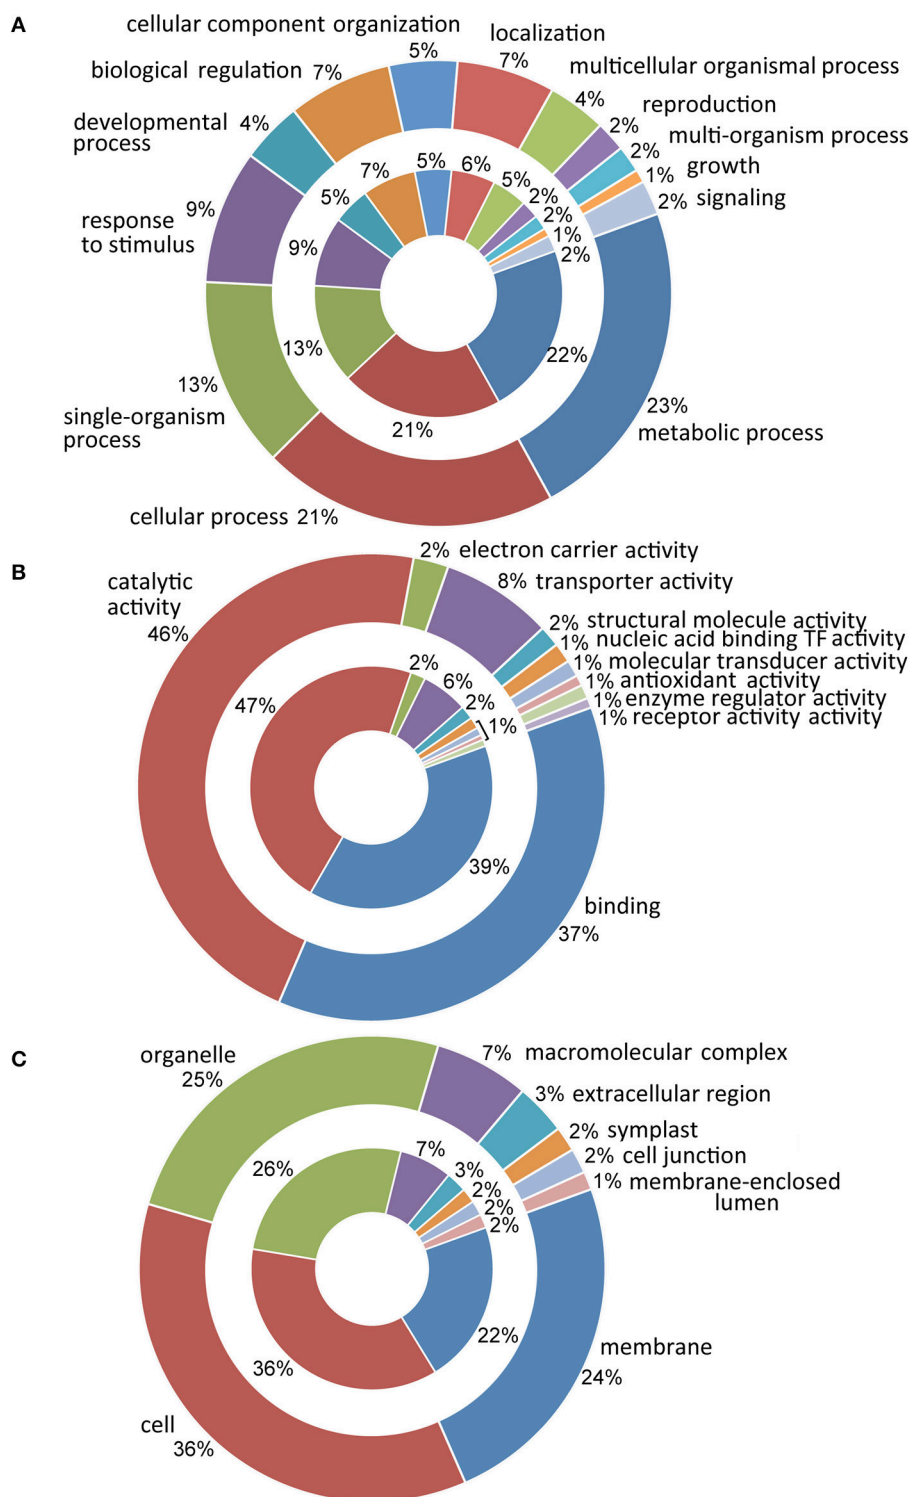 A
cellular component organization
5%
localization
7%
biological regulation 7%
multicellular organismal process
4%
reproduction
2%
developmental 4%
process
multi-organism process
2%
growth
1%
signaling
2%
response 9%
to stimulus
5%
6%
7%
5%
5%
2%
2%
1%
2%
9%
13%
22%
21%
13%
single-organism
process
23%
metabolic process
cellular process 21%
B
2% electron carrier activity
catalytic
activity
46%
8% transporter activity
2% structural molecule activity
1% nucleic acid binding TF activity
1% molecular transducer activity
1% antioxidant activity
1% enzyme regulator activity
1% receptor activity activity
2%
6%
2%
1%
47%
39%
binding
37%
C
organelle
25%
7% macromolecular complex
3% extracellular region
2% symplast
2% cell junction
1% membrane-enclosed
lumen
7%
26%
3%
2%
2%
2%
22%
36%
membrane
24%
cell
36%